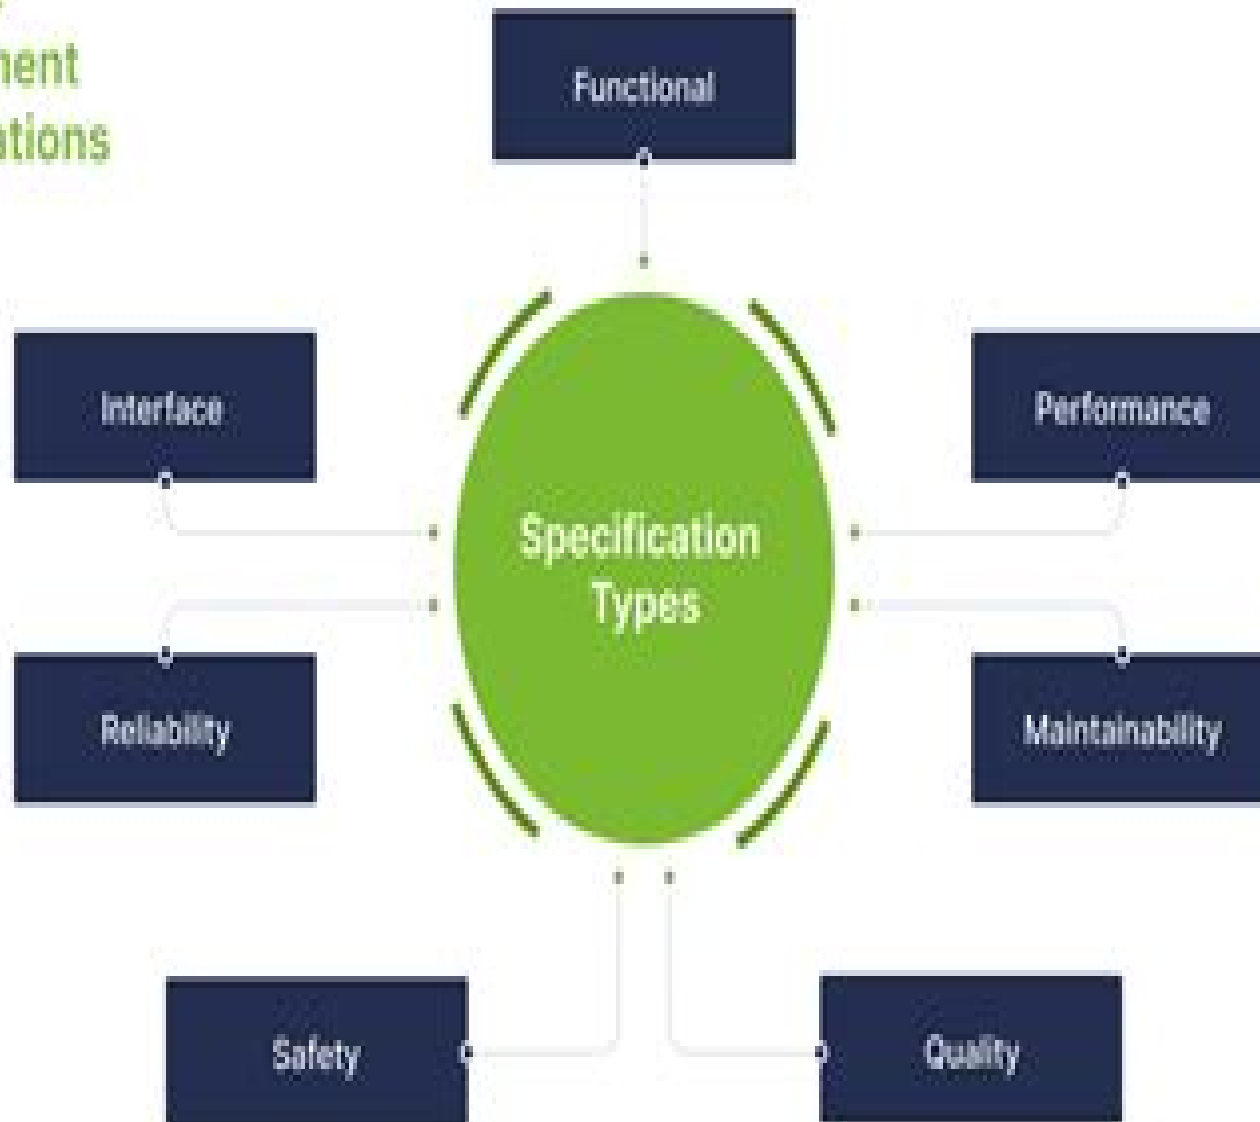 ment
ations
Functional
Interface
Performance
Specification
Types
Reliability
Maintainability
Safety
Quality